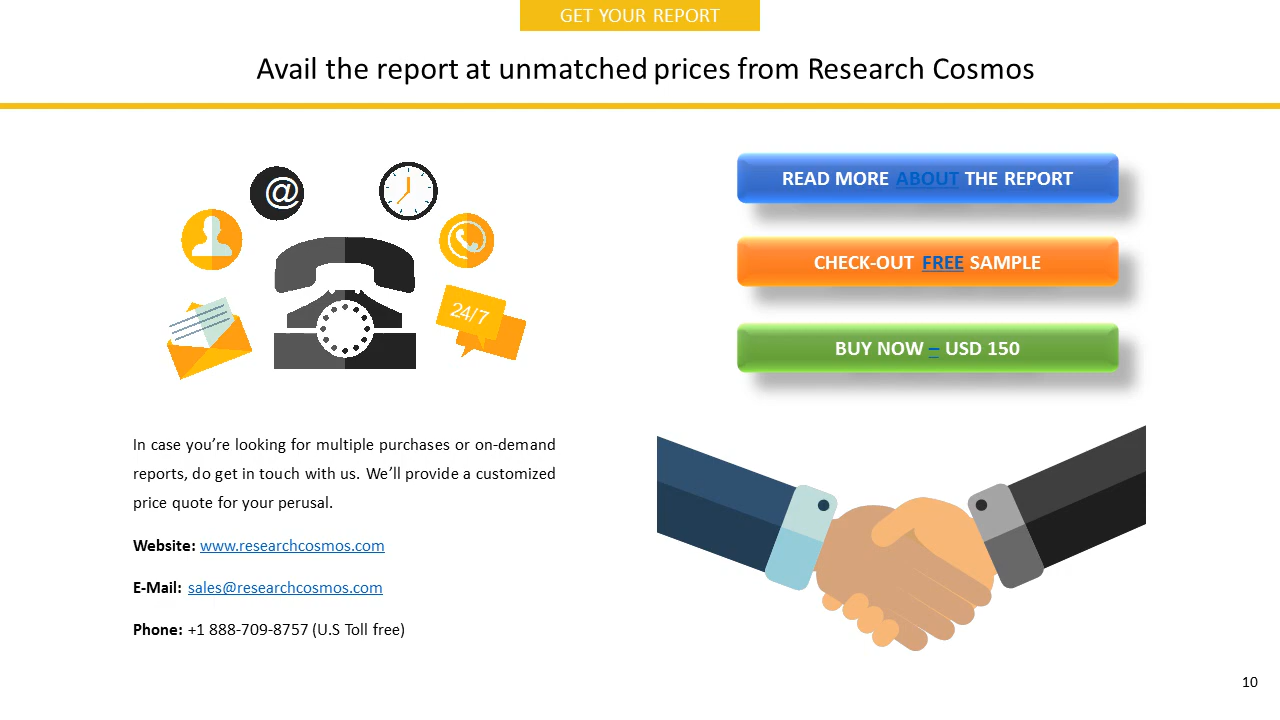 GET YOUR REPORT
Avail the report at unmatched prices from Research Cosmos
@
24/7
READ MORE ABOUT THE REPORT
CHECK-OUT FREE SAMPLE
BUY NOW – USD 150
In case you’re looking for multiple purchases or on-demand
reports, do get in touch with us. We’ll provide a customized
price quote for your perusal.
Website: www.researchcosmos.com
E-Mail: sales@researchcosmos.com
Phone: +1 888-709-8757 (U.S Toll free)
10